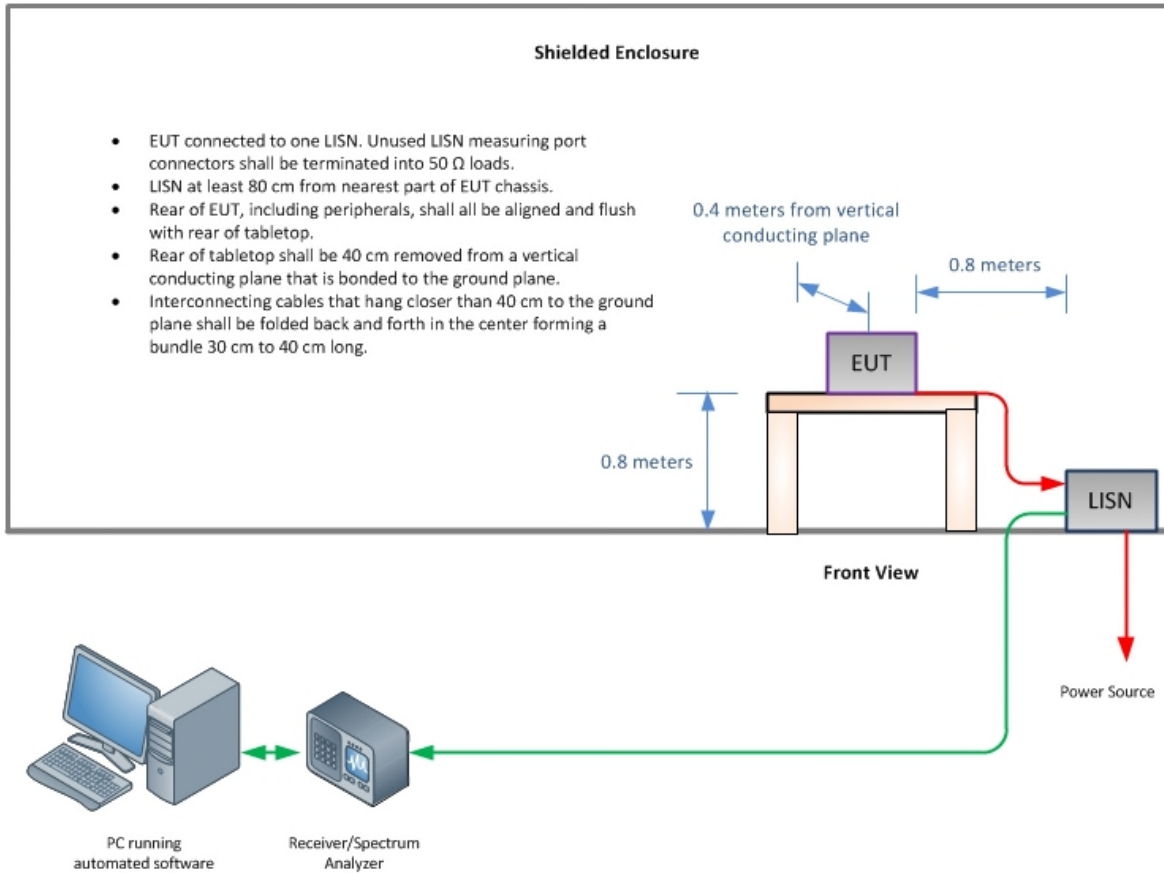 Shielded Enclosure
• EUT connected to one LISN. Unused LISN measuring port
connectors shall be terminated into 50 Ω loads.
• LISN at least 80 cm from nearest part of EUT chassis.
• Rear of EUT, including peripherals, shall all be aligned and flush
with rear of tabletop.
• Rear of tabletop shall be 40 cm removed from a vertical
conducting plane that is bonded to the ground plane.
• Interconnecting cables that hang closer than 40 cm to the ground
plane shall be folded back and forth in the center forming a
bundle 30 cm to 40 cm long.
0.4 meters from vertical
conducting plane
0.8 meters
EUT
0.8 meters
LISN
Front View
Power Source
PC running
automated software
Receiver/Spectrum
Analyzer